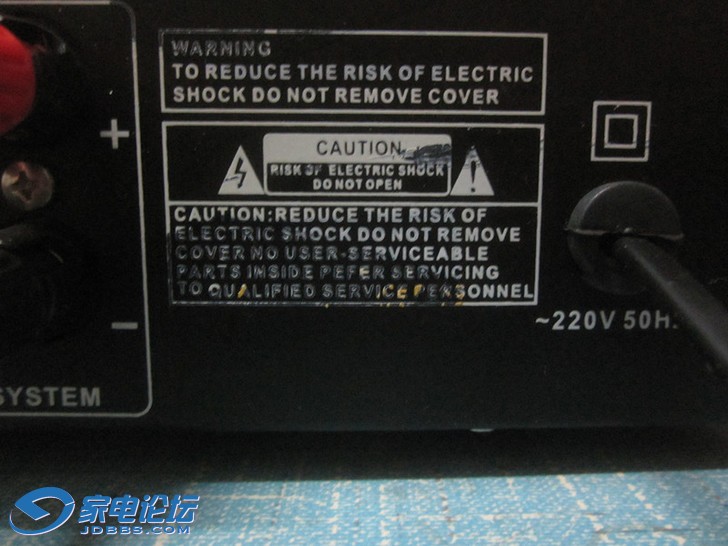 WARNING
TO REDUCE THE RISK OF ELECTRIC
SHOCK DO NOT REMOVE COVER
+
CAUTION
RISK OF ELECTRIC SHOCK
DO NOT OPEN
CAUTION:REDUCE THE RISK OF
ELECTRIC SHOCK DO NOT REMOVE
COVER NO USER-SERVICEABLE
PARTS INSIDE PEFER SERVICING
TO QUALIFIED SERVICE PERSONNEL
–
~220V 50H
SYSTEM
家电论坛
JDBBS.COM